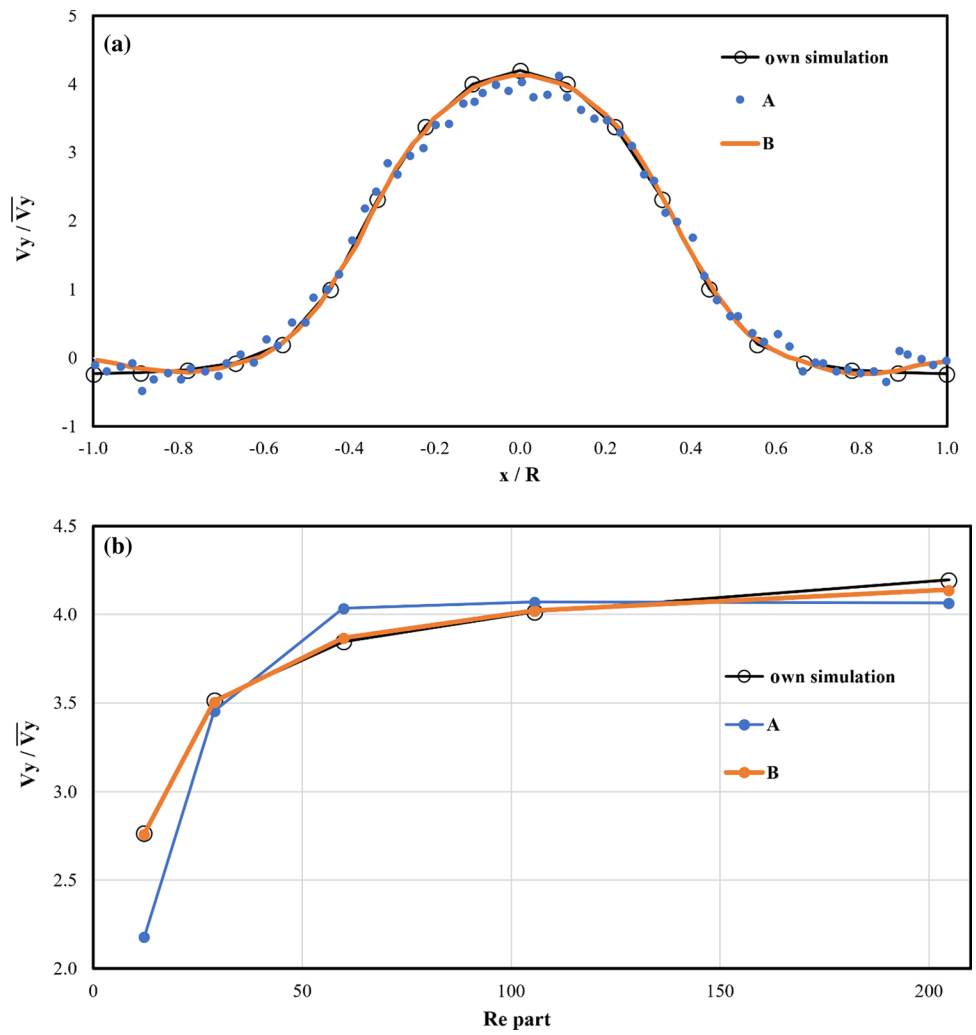 5
(a)
own simulation
4
A
3
B
Vy / V̅y̅
2
1
0
-1
-1.0 -0.8 -0.6 -0.4 -0.2 0.0 0.2 0.4 0.6 0.8 1.0
x / R
4.5
(b)
4.0
own simulation
3.5
A
Vy / V̅y̅
B
3.0
2.5
2.0
0 50 100 150 200
Re part